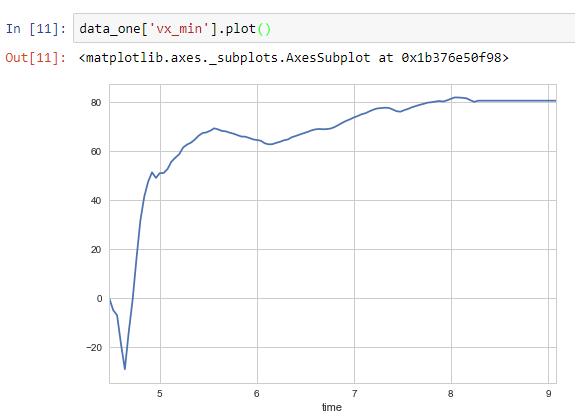 In [11]: data_one['vx_min'].plot()
Out[11]: <matplotlib.axes._subplots.AxesSubplot at 0x1b376e50f98>
80
60
40
20
0
−20
5 6 7 8 9
time